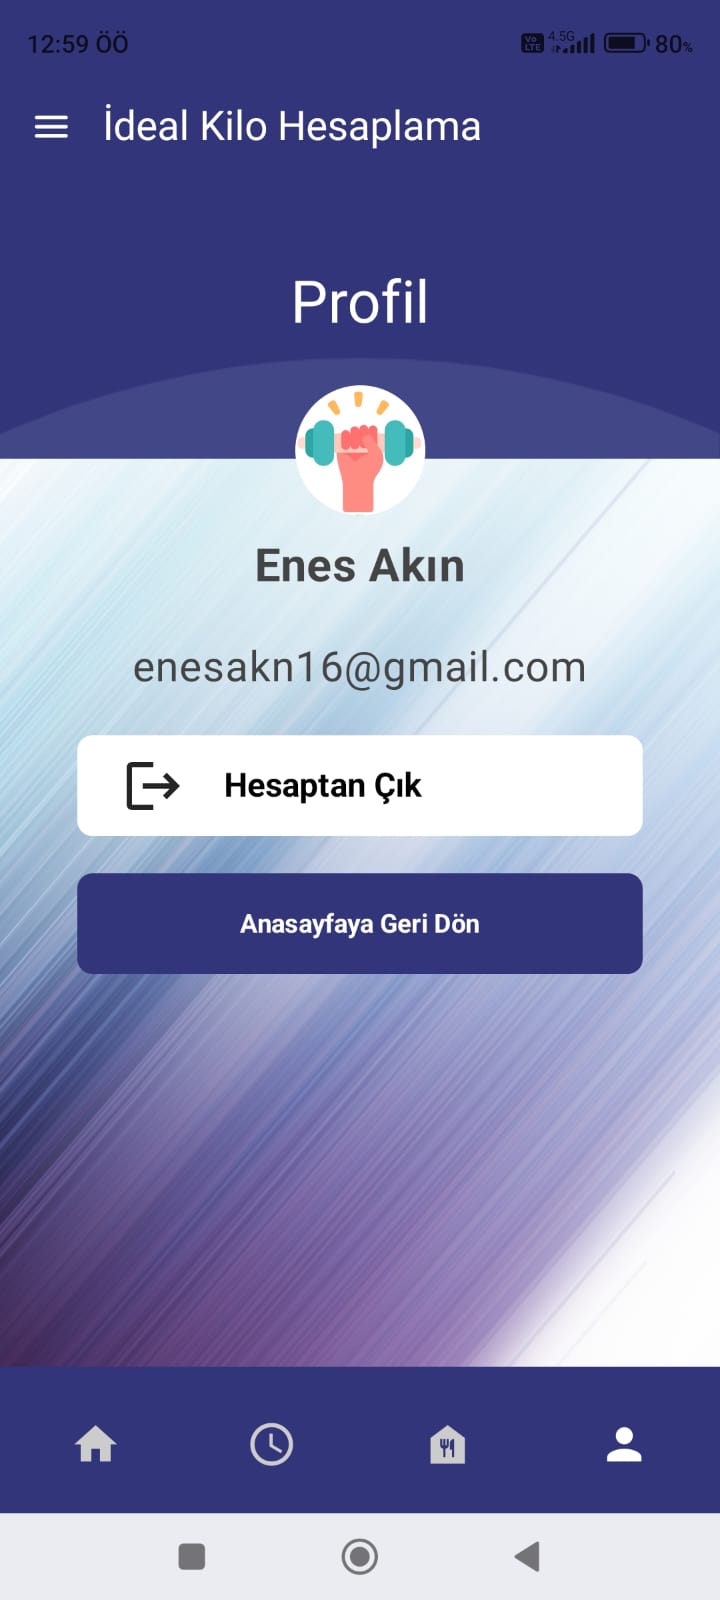 12:59 ÖÖ
Vo LTE 4.5G 80%
İdeal Kilo Hesaplama
Profil
Enes Akın
enesakn16@gmail.com
Hesaptan Çık
Anasayfaya Geri Dön